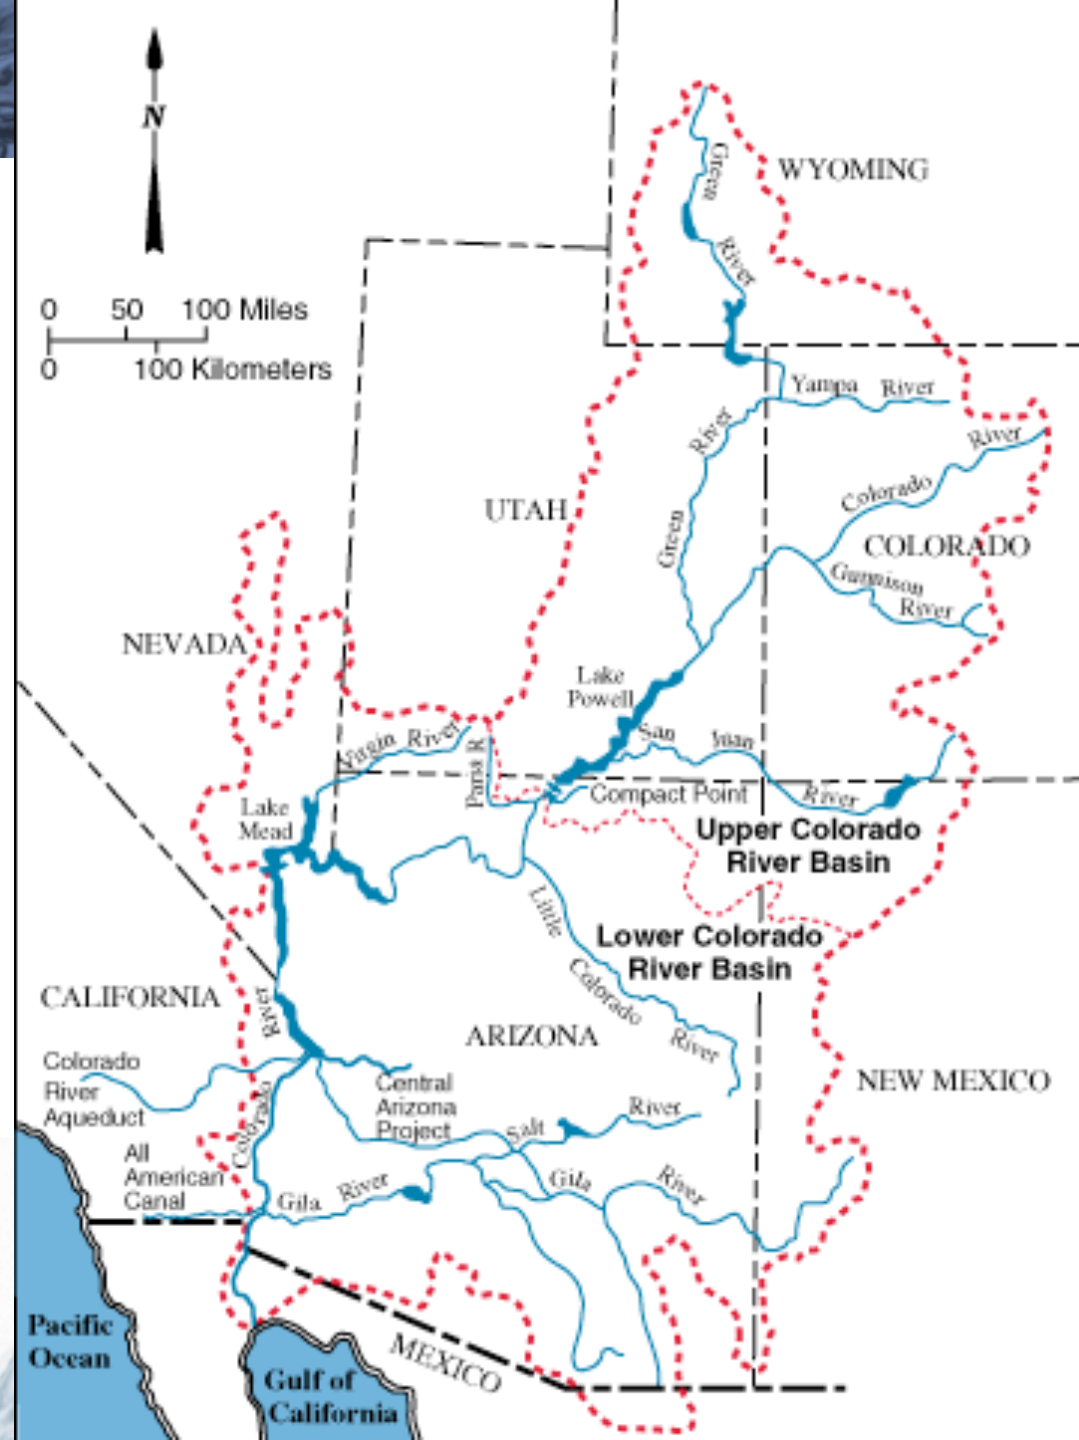 N
WYOMING
Green
River
0 50 100 Miles
0 100 Kilometers
Yampa River
River
Green
Colorado
River
UTAH
COLORADO
Gunnison
River
NEVADA
Lake
Powell
San Juan
River
Virgin River
Paria R
Compact Point
Lake
Mead
Upper Colorado
River Basin
Little
Colorado
River
Lower Colorado
River Basin
CALIFORNIA
River
Colorado
ARIZONA
NEW MEXICO
Colorado
River
Aqueduct
Central
Arizona
Project
Salt
River
All
American
Canal
Gila River
Gila
River
Pacific
Ocean
MEXICO
Gulf of
California